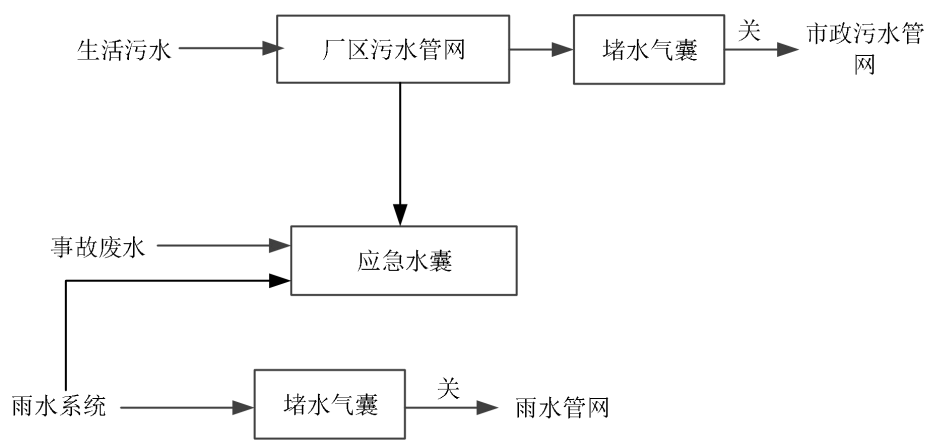 生活污水
厂区污水管网
堵水气囊
关
市政污水管
网
事故废水
应急水囊
雨水系统
堵水气囊
关
雨水管网